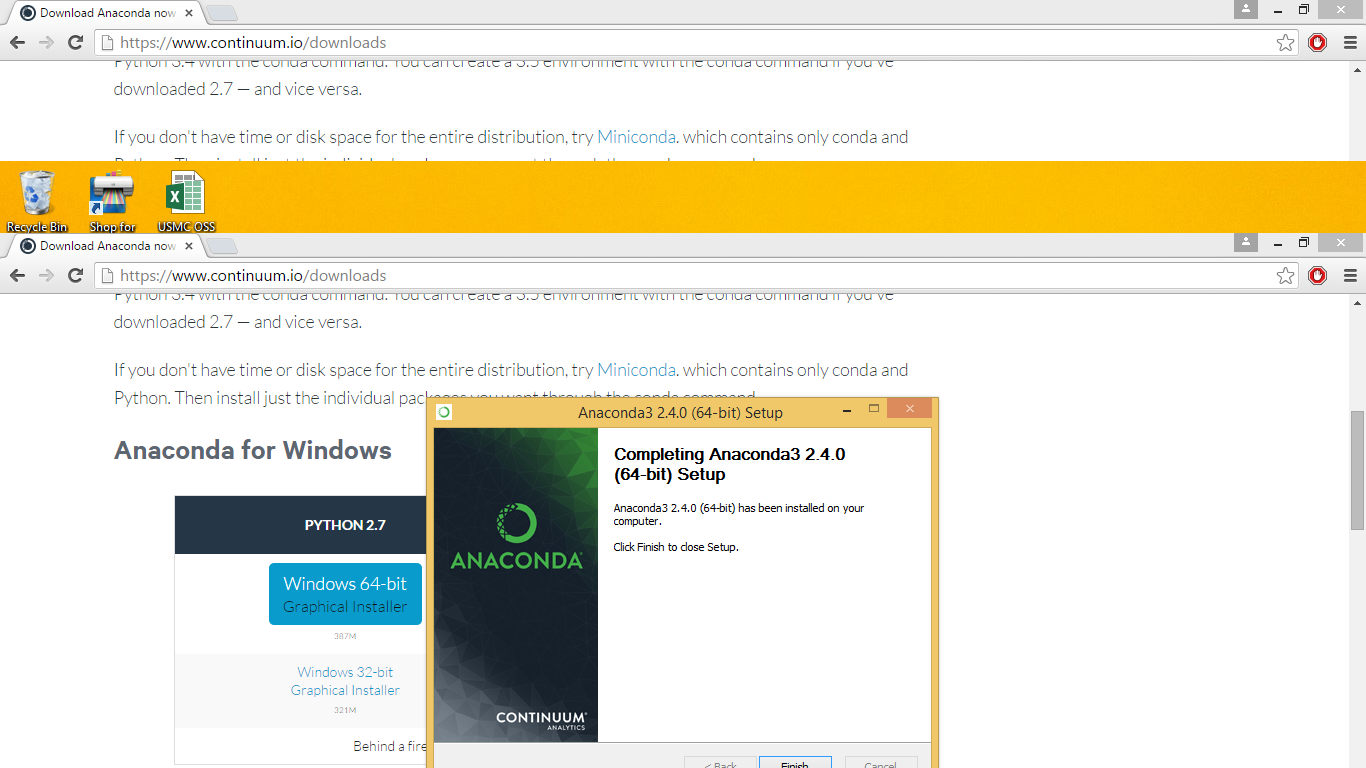 Download Anaconda now
https://www.continuum.io/downloads
Python 3.4 with the conda command. You can create a 3.5 environment with the conda command if you've
downloaded 2.7 — and vice versa.
If you don't have time or disk space for the entire distribution, try Miniconda. which contains only conda and
Recycle Bin
Shop for
USMC OSS
Download Anaconda now
https://www.continuum.io/downloads
Python 3.4 with the conda command. You can create a 3.5 environment with the conda command if you've
downloaded 2.7 — and vice versa.
If you don't have time or disk space for the entire distribution, try Miniconda. which contains only conda and
Python. Then install just the individual packages you want through the conda command.
Anaconda3 2.4.0 (64-bit) Setup
Anaconda for Windows
PYTHON 2.7
Windows 64-bit
Graphical Installer
387M
Windows 32-bit
Graphical Installer
321M
Behind a fire
ANACONDA
CONTINUUM
ANALYTICS
Completing Anaconda3 2.4.0
(64-bit) Setup
Anaconda3 2.4.0 (64-bit) has been installed on your
computer.
Click Finish to close Setup.
< Back
Finish
Cancel